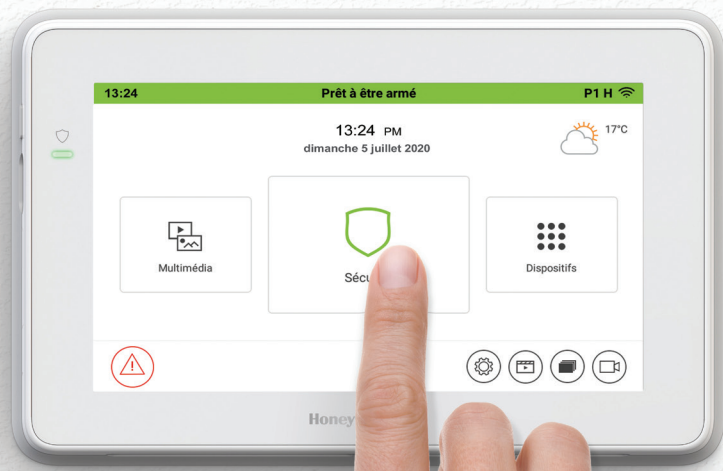 13:24 Prêt à être armé P1 H
13:24 PM
dimanche 5 juillet 2020
17°C
Multimédia
Dispositifs